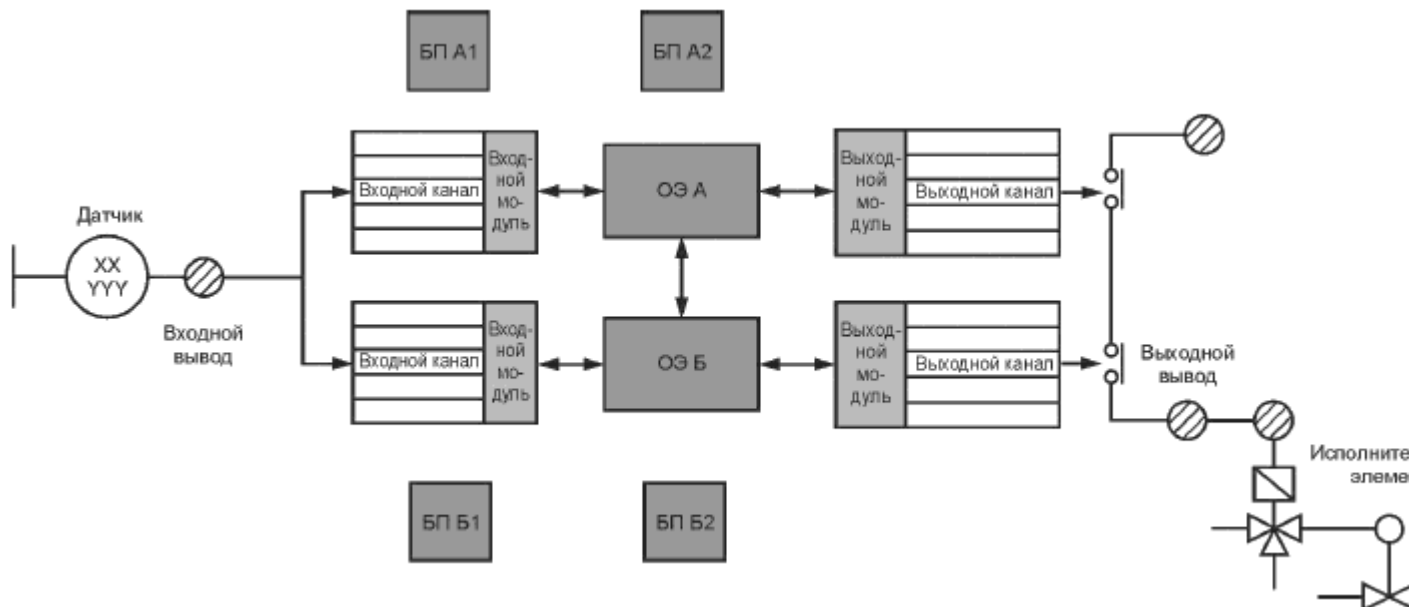 БП А1
БП А2
Вход-
ной
мо-
дуль
Входной канал
ОЭ А
Выход-
ной
мо-
дуль
Выходной канал
Датчик
XX
YYY
Входной
вывод
Вход-
ной
мо-
дуль
Входной канал
ОЭ Б
Выход-
ной
мо-
дуль
Выходной канал
Выходной
вывод
Исполните
элеме
БП Б1
БП Б2